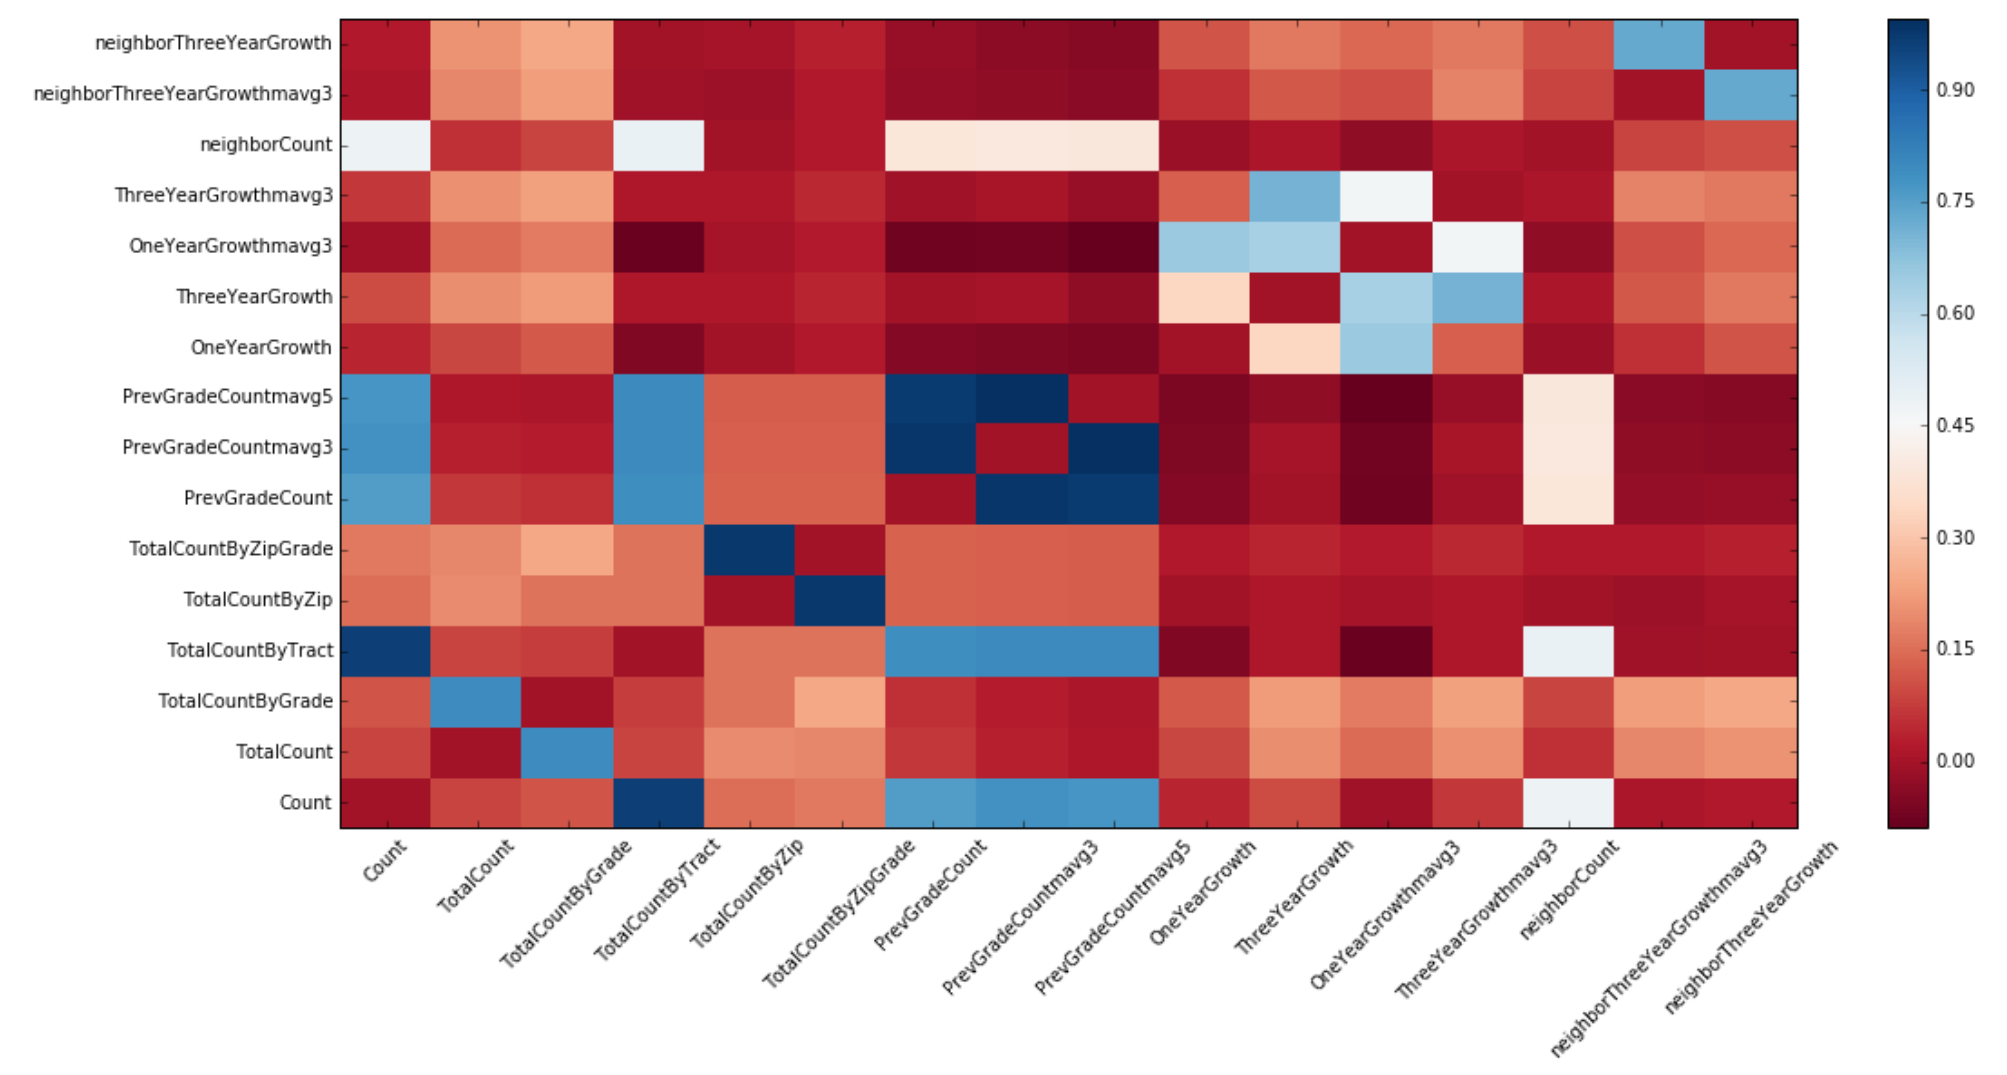 neighborThreeYearGrowth
neighborThreeYearGrowthmavg3
neighborCount
ThreeYearGrowthmavg3
OneYearGrowthmavg3
ThreeYearGrowth
OneYearGrowth
PrevGradeCountmavg5
PrevGradeCountmavg3
PrevGradeCount
TotalCountByZipGrade
TotalCountByZip
TotalCountByTract
TotalCountByGrade
TotalCount
Count
Count
TotalCount
TotalCountByGrade
TotalCountByTract
TotalCountByZip
TotalCountByZipGrade
PrevGradeCount
PrevGradeCountmavg3
PrevGradeCountmavg5
OneYearGrowth
ThreeYearGrowth
OneYearGrowthmavg3
ThreeYearGrowthmavg3
neighborCount
neighborThreeYearGrowthmavg3
neighborThreeYearGrowth
0.90
0.75
0.60
0.45
0.30
0.15
0.00